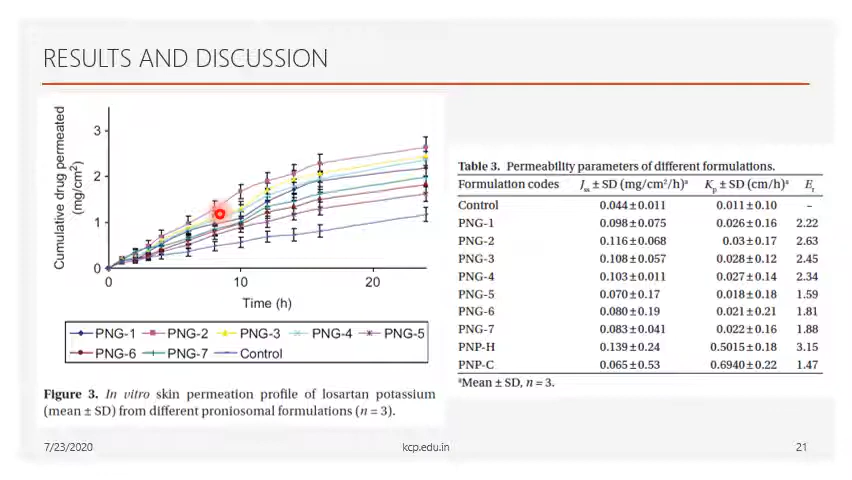 RESULTS AND DISCUSSION
Cumulative drug permeated
(mg/cm²)
3
2
1
0
0 10 20
Time (h)
PNG-1 PNG-2 PNG-3 PNG-4 PNG-5
PNG-6 PNG-7 Control
Figure 3. In vitro skin permeation profile of losartan potassium
(mean ± SD) from different proniosomal formulations (n = 3).
Table 3. Permeability parameters of different formulations.
Formulation codes Jss ± SD (mg/cm²/h)ª Kp ± SD (cm/h)ª Er
Control 0.044±0.011 0.011±0.10 –
PNG-1 0.098±0.075 0.026±0.16 2.22
PNG-2 0.116±0.068 0.03±0.17 2.63
PNG-3 0.108±0.057 0.028±0.12 2.45
PNG-4 0.103±0.011 0.027±0.14 2.34
PNG-5 0.070±0.17 0.018±0.18 1.59
PNG-6 0.080±0.19 0.021±0.21 1.81
PNG-7 0.083±0.041 0.022±0.16 1.88
PNP-H 0.139±0.24 0.5015±0.18 3.15
PNP-C 0.065±0.53 0.6940±0.22 1.47
ªMean ± SD, n = 3.
7/23/2020 kcp.edu.in 21